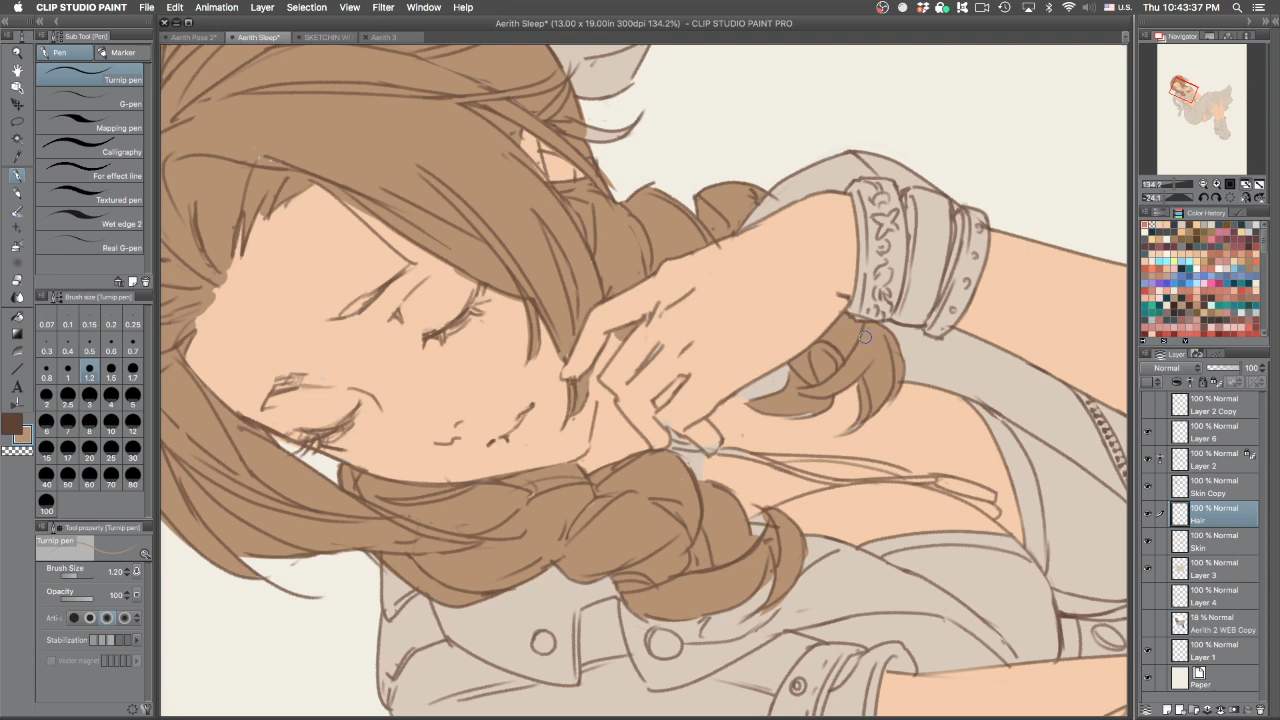 CLIP STUDIO PAINT File Edit Animation Layer Selection View Filter Window Help
U.S. Thu 10:43:37 PM
Aerith Sleep* (13.00 x 19.00in 300dpi 134.2%) - CLIP STUDIO PAINT PRO
Sub Tool [Pen]
Aerith Pose 2*
Aerith Sleep*
SKETCHIN WI
Aerith 3
Navigator
Pen
Marker
Turnip pen
G-pen
Mapping pen
Calligraphy
For effect line
Textured pen
Wet edge 2
Real G-pen
134.2
-24.1
Color History
Brush size [Turnip pen]
0.07 0.1 0.15 0.2 0.25
0.3 0.4 0.5 0.6 0.7
0.8 1 1.2 1.5 1.7
2 2.5 3 4 5
6 7 8 10 12
15 17 20 25 30
40 50 60 70 80
100
Tool property [Turnip pen]
Turnip pen
Brush Size 1.20
Opacity 100
Anti-
Stabilization
Vector magnet
Layer
Normal 100
100 % Normal
Layer 2 Copy
100 % Normal
Layer 6
100 % Normal
Layer 2
100 % Normal
Skin Copy
100 % Normal
Hair
100 % Normal
Skin
100 % Normal
Layer 3
100 % Normal
Layer 4
18 % Normal
Aerith 2 WEB Copy
100 % Normal
Layer 1
Paper